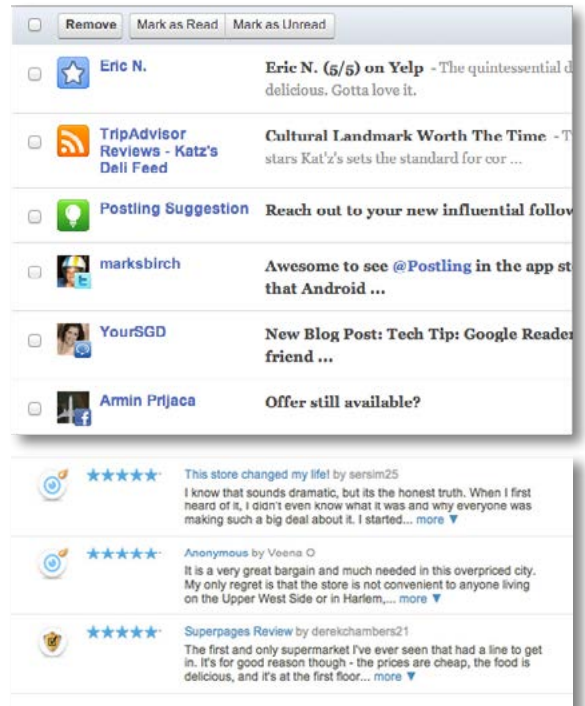 Remove Mark as Read Mark as Unread
Eric N.
Eric N. (5/5) on Yelp - The quintessential d
delicious. Gotta love it.
TripAdvisor
Reviews - Katz's
Deli Feed
Cultural Landmark Worth The Time - T
stars Kat'z's sets the standard for cor ...
Postling Suggestion
Reach out to your new influential follow
marksbirch
Awesome to see @Postling in the app st
that Android ...
YourSGD
New Blog Post: Tech Tip: Google Reader
friend ...
Armin Prljaca
Offer still available?
This store changed my life! by sersim25
I know that sounds dramatic, but its the honest truth. When I first
heard of it, I didn't even know what it was and why everyone was
making such a big deal about it. I started... more ▼
Anonymous by Veena O
It is a very great bargain and much needed in this overpriced city.
My only regret is that the store is not convenient to anyone living
on the Upper West Side or in Harlem,... more ▼
Superpages Review by derekchambers21
The first and only supermarket I've ever seen that had a line to get
in. It's for good reason though - the prices are cheap, the food is
delicious, and it's at the first floor... more ▼